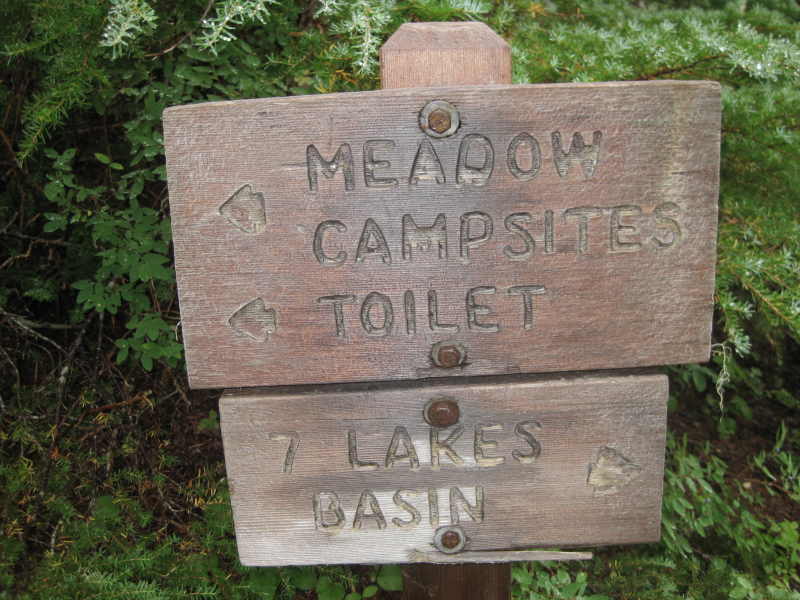 MEADOW
CAMPSITES
TOILET
7 LAKES
BASIN